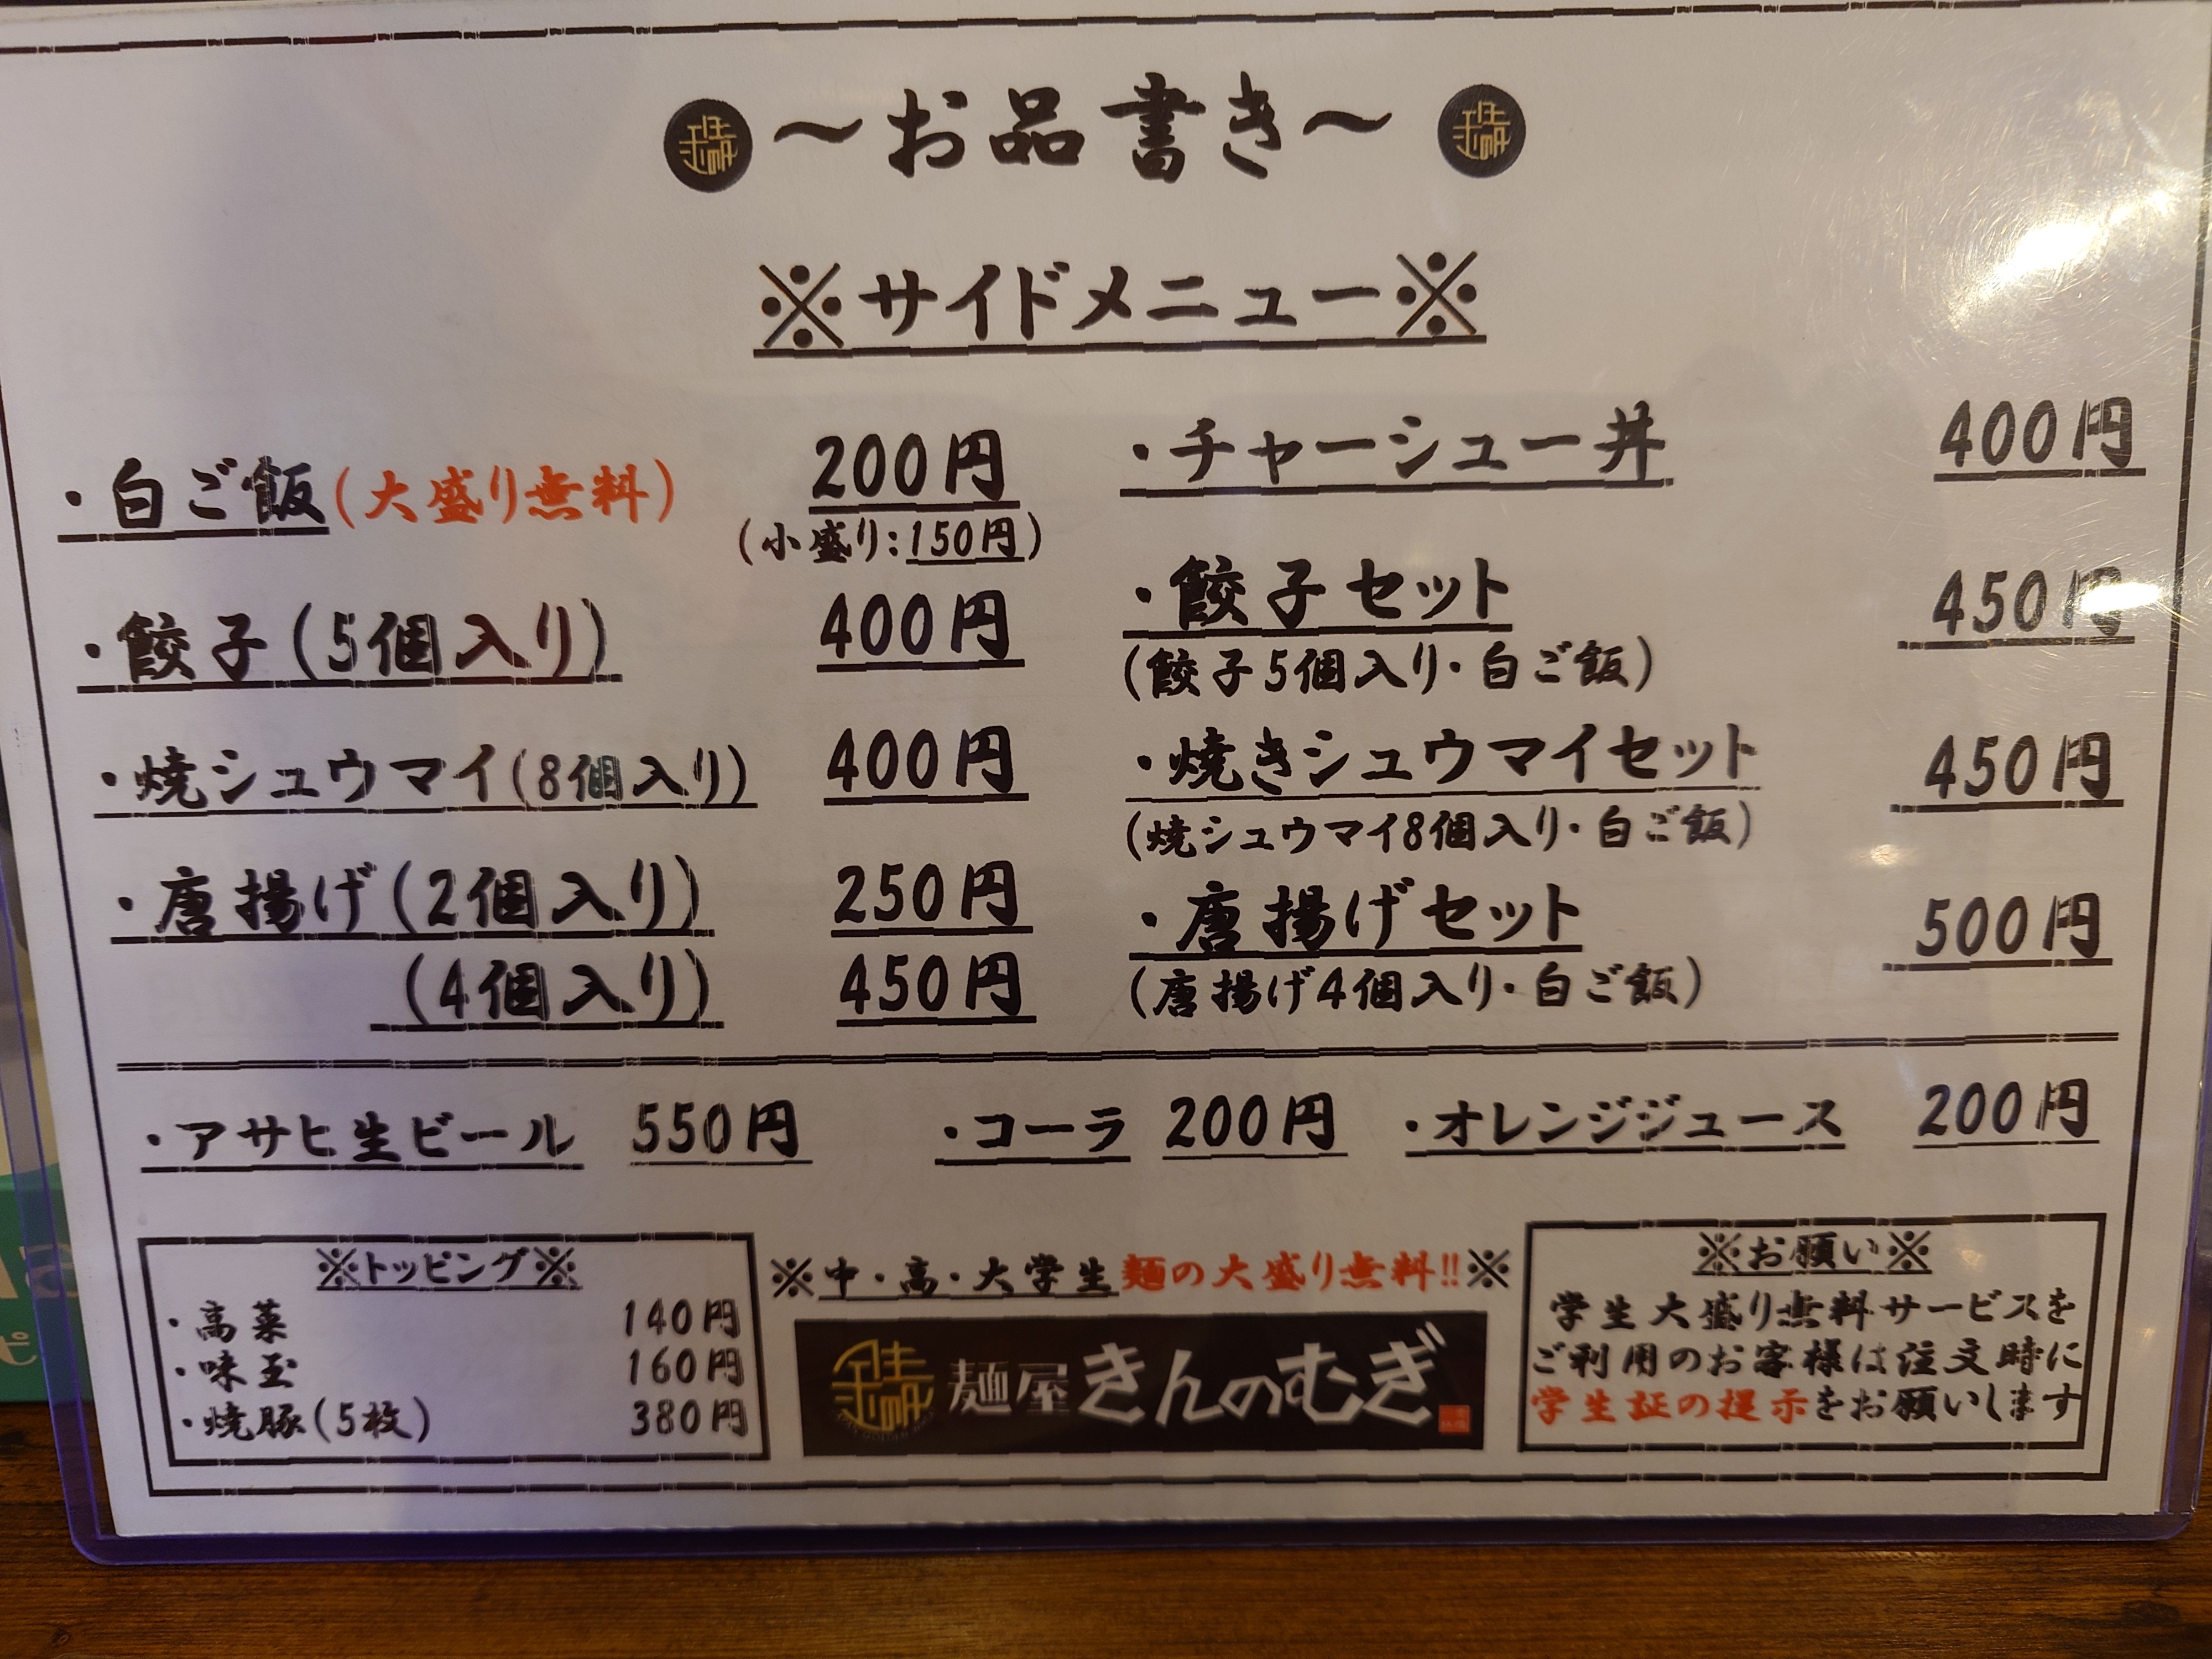 ～お品書き～
※サイドメニュー※
・白ご飯(大盛り無料) 200円
(小盛り:150円)
・餃子(5個入り) 400円
・焼シュウマイ(8個入り) 400円
・唐揚げ(2個入り) 250円
(4個入り) 450円
・チャーシュー丼 400円
・餃子セット 450円
(餃子5個入り・白ご飯)
・焼きシュウマイセット 450円
(焼シュウマイ8個入り・白ご飯)
・唐揚げセット 500円
(唐揚げ4個入り・白ご飯)
・アサヒ生ビール 550円 ・コーラ 200円 ・オレンジジュース 200円
※トッピング※
・高菜 140円
・味玉 160円
・焼豚(5枚) 380円
※中・高・大学生麺の大盛り無料!!※
麺屋 きんのむぎ
※お願い※
学生大盛り無料サービスを
ご利用のお客様は注文時に
学生証の提示をお願いします